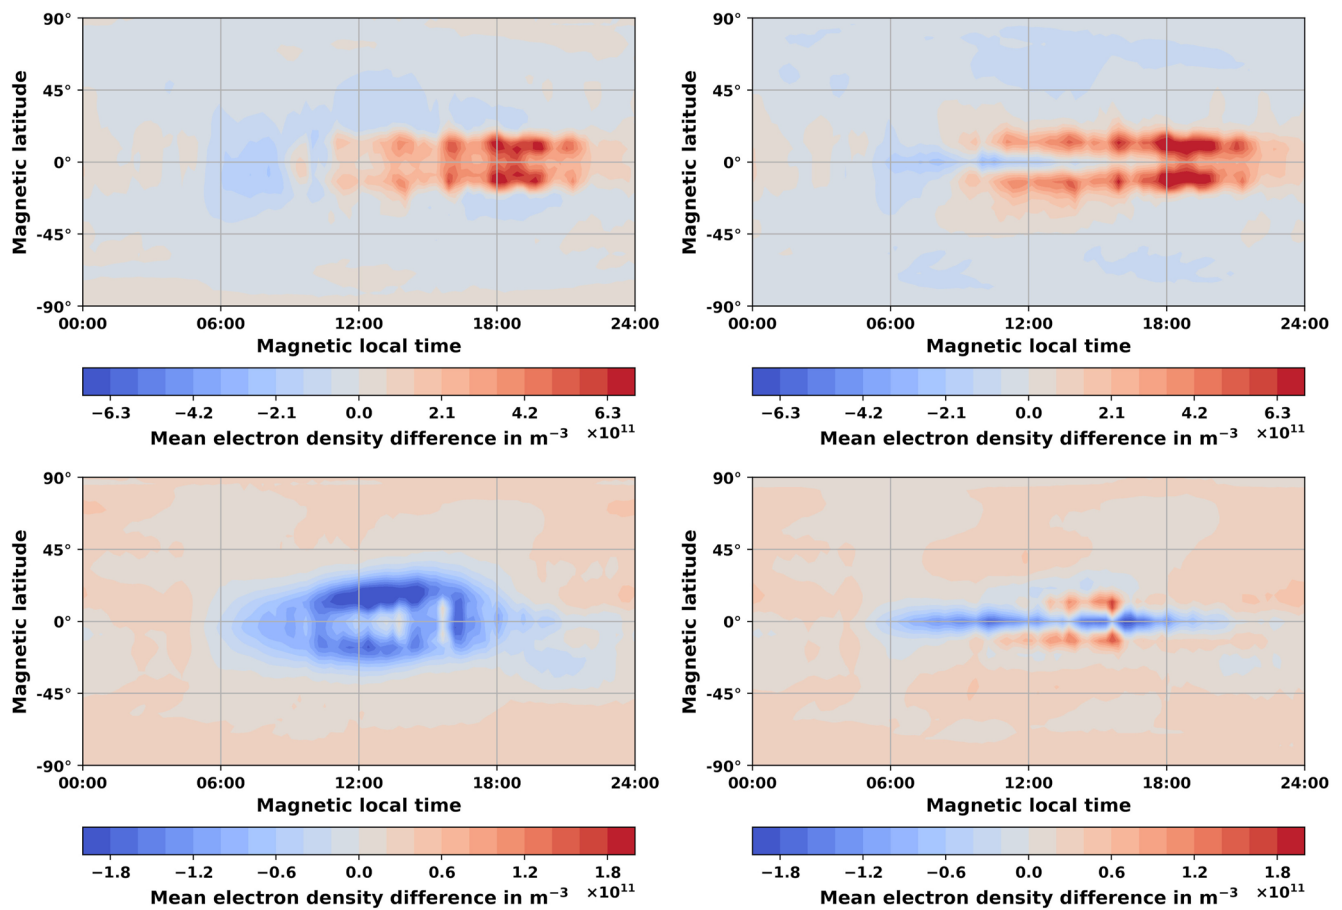 90°
45°
0°
-45°
-90°
Magnetic latitude
00:00 06:00 12:00 18:00 24:00
Magnetic local time
−6.3 −4.2 −2.1 0.0 2.1 4.2 6.3
Mean electron density difference in m⁻³ ×10¹¹
90°
45°
0°
-45°
-90°
Magnetic latitude
00:00 06:00 12:00 18:00 24:00
Magnetic local time
−6.3 −4.2 −2.1 0.0 2.1 4.2 6.3
Mean electron density difference in m⁻³ ×10¹¹
90°
45°
0°
-45°
-90°
Magnetic latitude
00:00 06:00 12:00 18:00 24:00
Magnetic local time
−1.8 −1.2 −0.6 0.0 0.6 1.2 1.8
Mean electron density difference in m⁻³ ×10¹¹
90°
45°
0°
-45°
-90°
Magnetic latitude
00:00 06:00 12:00 18:00 24:00
Magnetic local time
−1.8 −1.2 −0.6 0.0 0.6 1.2 1.8
Mean electron density difference in m⁻³ ×10¹¹